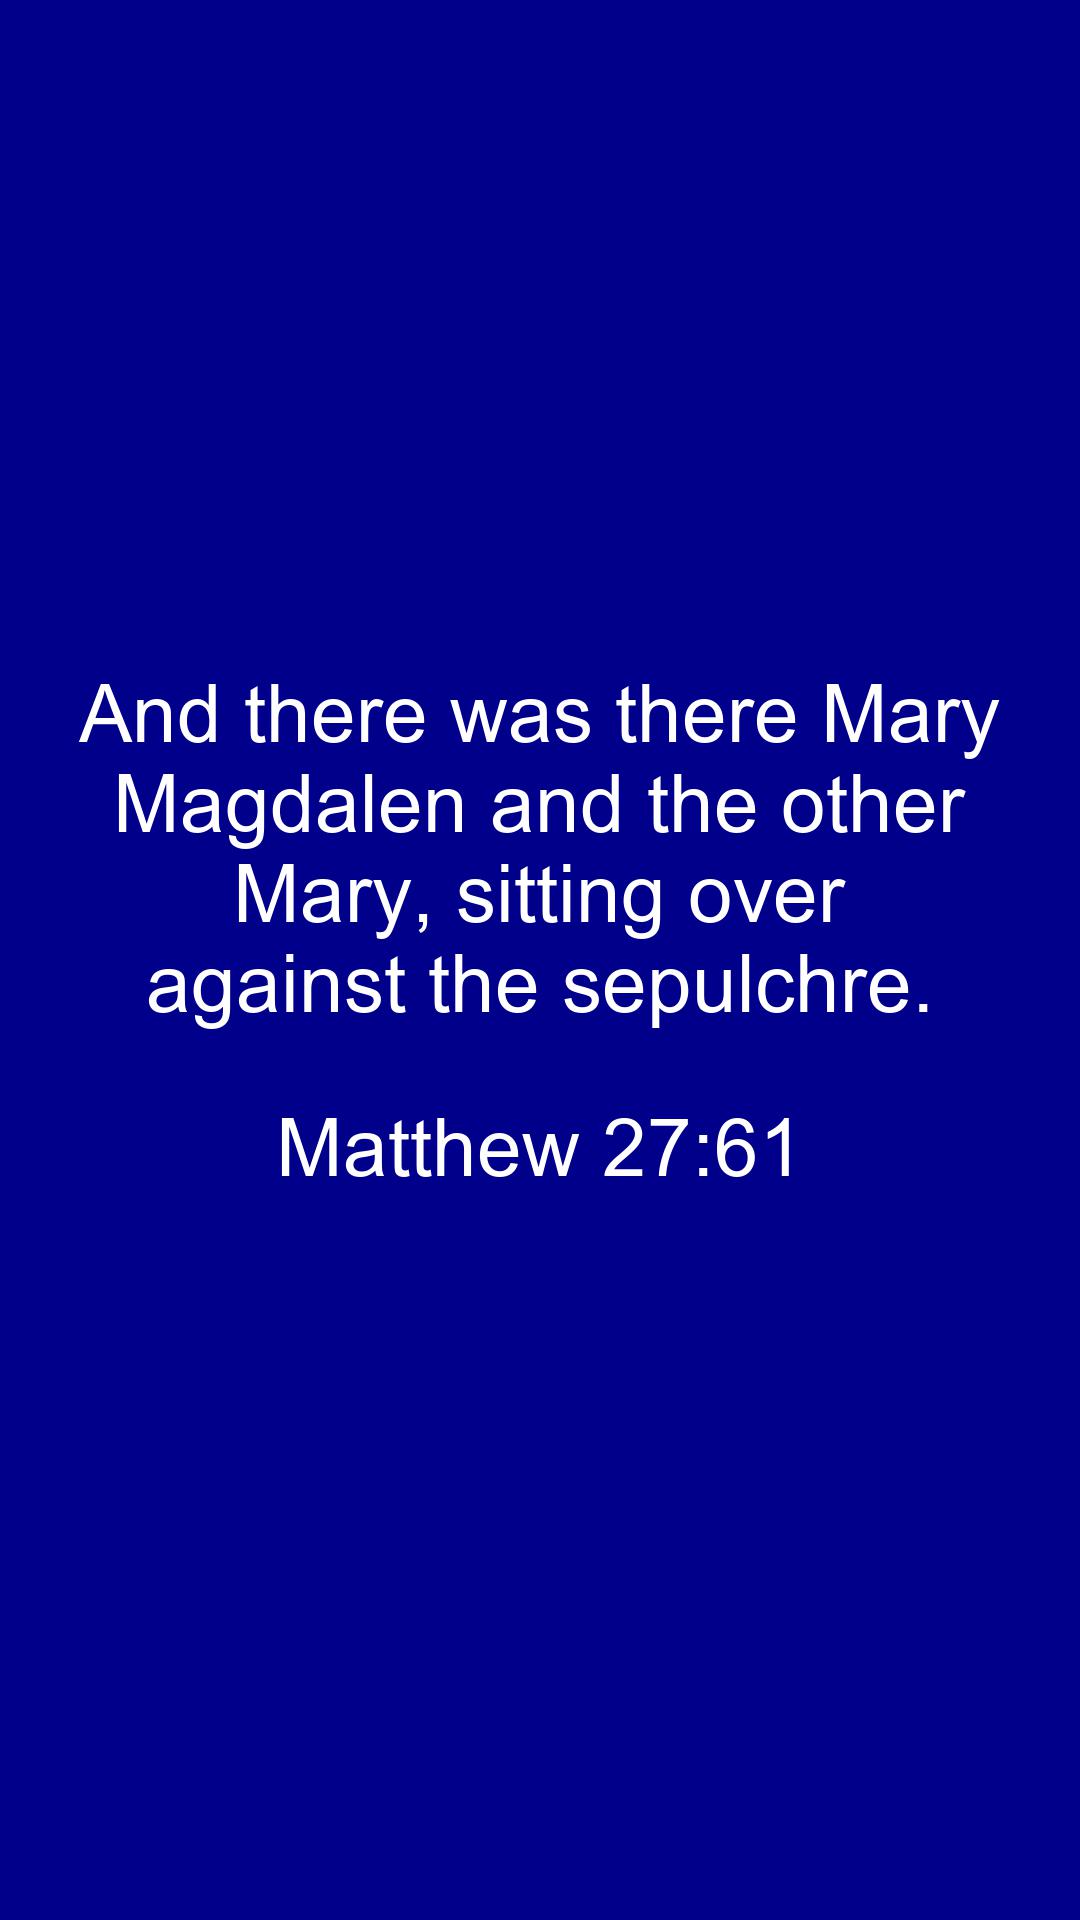 And there was there Mary
Magdalen and the other
Mary, sitting over
against the sepulchre.
Matthew 27:61